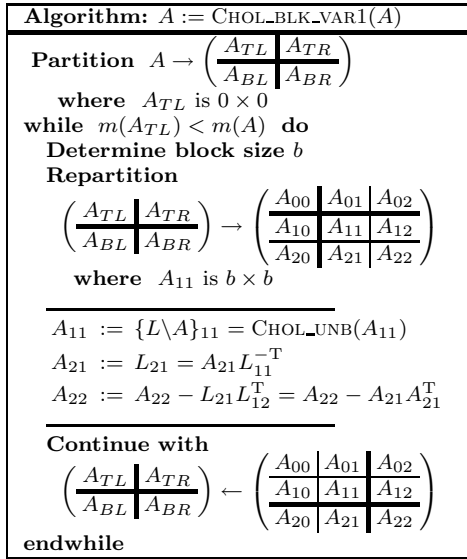 Algorithm: A := CHOL_BLK_VAR1(A)
Partition A → ( A_TL A_TR
A_BL A_BR )
where A_TL is 0 × 0
while m(A_TL) < m(A) do
Determine block size b
Repartition
( A_TL A_TR
A_BL A_BR ) → ( A_00 A_01 A_02
A_10 A_11 A_12
A_20 A_21 A_22 )
where A_11 is b × b
A_11 := {L\A}_11 = CHOL_UNB(A_11)
A_21 := L_21 = A_21 L_11^{-T}
A_22 := A_22 − L_21 L_12^T = A_22 − A_21 A_21^T
Continue with
( A_TL A_TR
A_BL A_BR ) ← ( A_00 A_01 A_02
A_10 A_11 A_12
A_20 A_21 A_22 )
endwhile